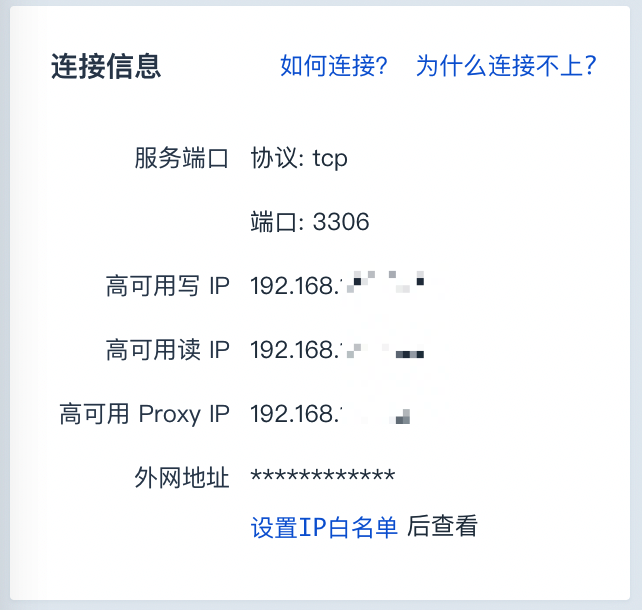 连接信息 如何连接? 为什么连接不上?
服务端口 协议: tcp
端口: 3306
高可用写 IP 192.168.
高可用读 IP 192.168.
高可用 Proxy IP 192.168.
外网地址 ************
设置IP白名单 后查看